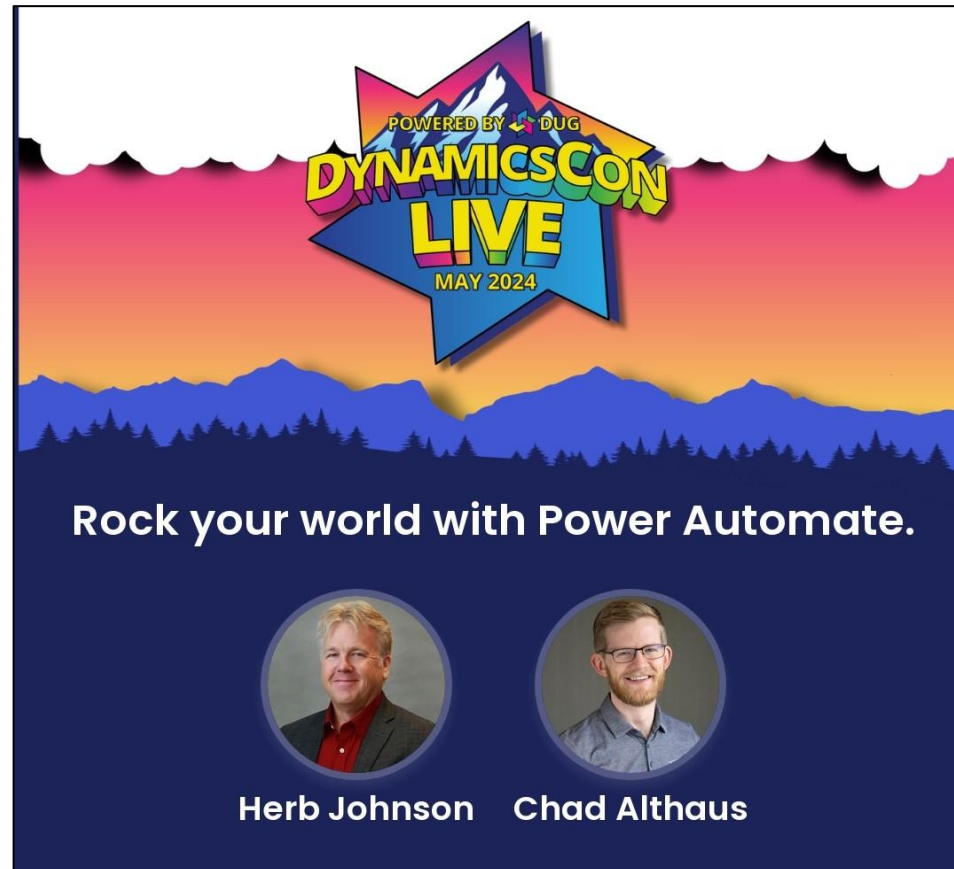 POWERED BY DUG
DYNAMICSCON
LIVE
MAY 2024
Rock your world with Power Automate.
Herb Johnson Chad Althaus